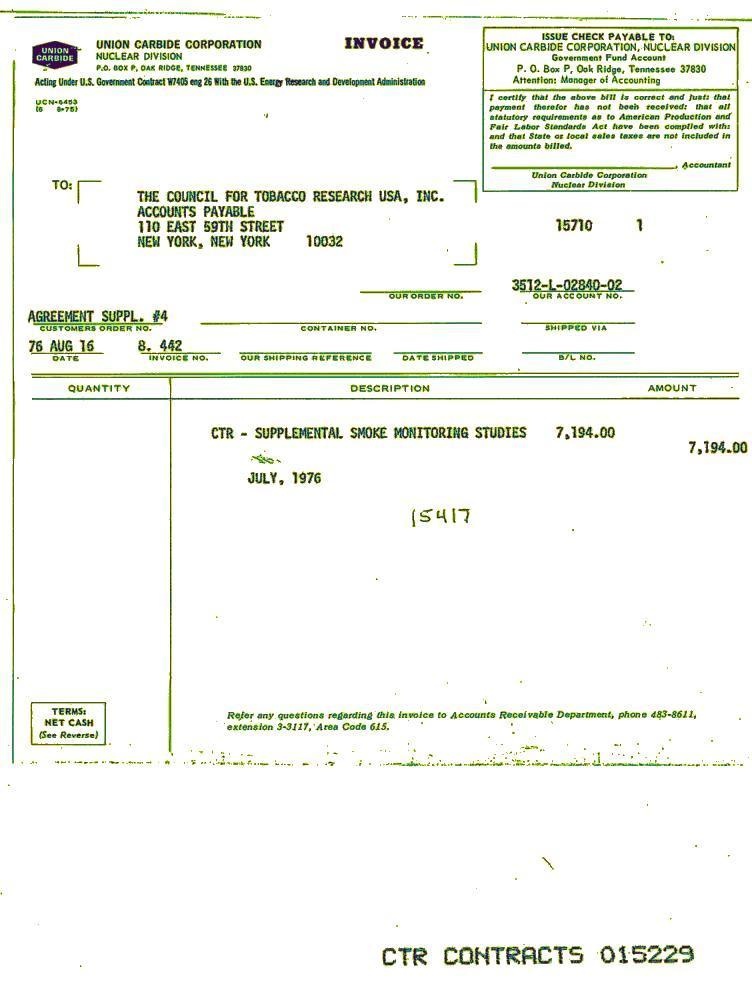 UNION CARBIDE
UNION CARBIDE CORPORATION
NUCLEAR DIVISION
P.O. BOX P, OAK RIDGE, TENNESSEE 37830
INVOICE
Acting Under U.S. Government Contract W7405 eng 26 With the U.S. Energy Research and Development Administration
UCN-6453
(6 8-75)
ISSUE CHECK PAYABLE TO:
UNION CARBIDE CORPORATION, NUCLEAR DIVISION
Government Fund Account
P. O. Box P, Oak Ridge, Tennessee 37830
Attention: Manager of Accounting
I certify that the above bill is correct and just: that
payment therefor has not been received: that all
statutory requirements as to American Production and
Fair Labor Standards Act have been complied with:
and that State or local sales taxes are not included in
the amounts billed.
, Accountant
Union Carbide Corporation
Nuclear Division
TO:
THE COUNCIL FOR TOBACCO RESEARCH USA, INC.
ACCOUNTS PAYABLE
110 EAST 59TH STREET
NEW YORK, NEW YORK 10032
15710 1
OUR ORDER NO.
3512-L-02840-02
OUR ACCOUNT NO.
AGREEMENT SUPPL. #4
CUSTOMERS ORDER NO.
CONTAINER NO.
SHIPPED VIA
76 AUG 16 8. 442
DATE INVOICE NO. OUR SHIPPING REFERENCE DATE SHIPPED B/L NO.
QUANTITY DESCRIPTION AMOUNT
CTR - SUPPLEMENTAL SMOKE MONITORING STUDIES 7,194.00
7,194.00
JULY, 1976
15417
TERMS:
NET CASH
(See Reverse)
Refer any questions regarding this invoice to Accounts Receivable Department, phone 483-8611,
extension 3-3117, Area Code 615.
CTR CONTRACTS 015229